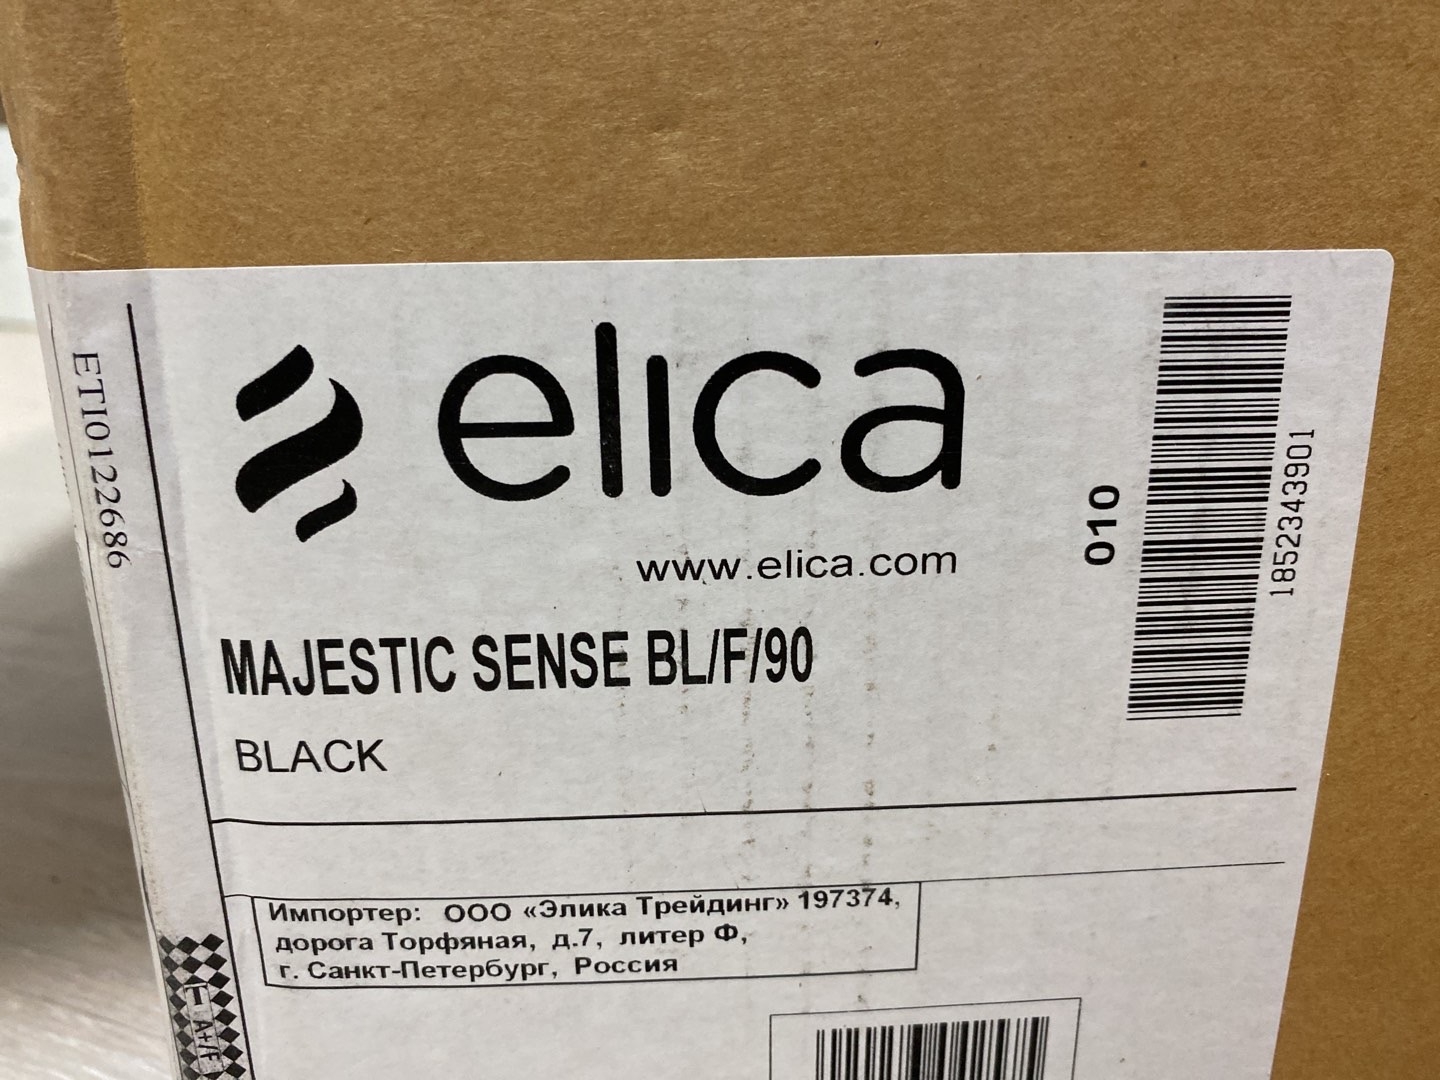 ETI0122686
elica
www.elica.com
010
1852343901
MAJESTIC SENSE BL/F/90
BLACK
Импортер: ООО «Элика Трейдинг» 197374,
дорога Торфяная, д.7, литер Ф,
г. Санкт-Петербург, Россия
A+/F